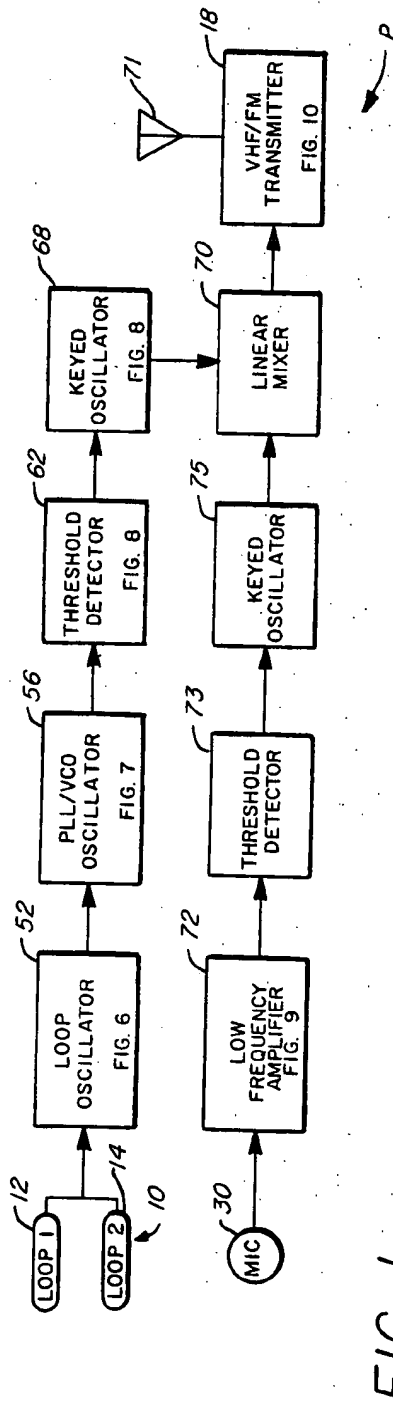 LOOP 1
12
LOOP 2
14
10
LOOP
OSCILLATOR
FIG. 6
52
PLL/VCO
OSCILLATOR
FIG. 7
56
THRESHOLD
DETECTOR
FIG. 8
62
KEYED
OSCILLATOR
FIG. 8
68
71
MIC
30
LOW
FREQUENCY
AMPLIFIER
FIG. 9
72
THRESHOLD
DETECTOR
73
KEYED
OSCILLATOR
75
LINEAR
MIXER
70
VHF/FM
TRANSMITTER
FIG. 10
18
P